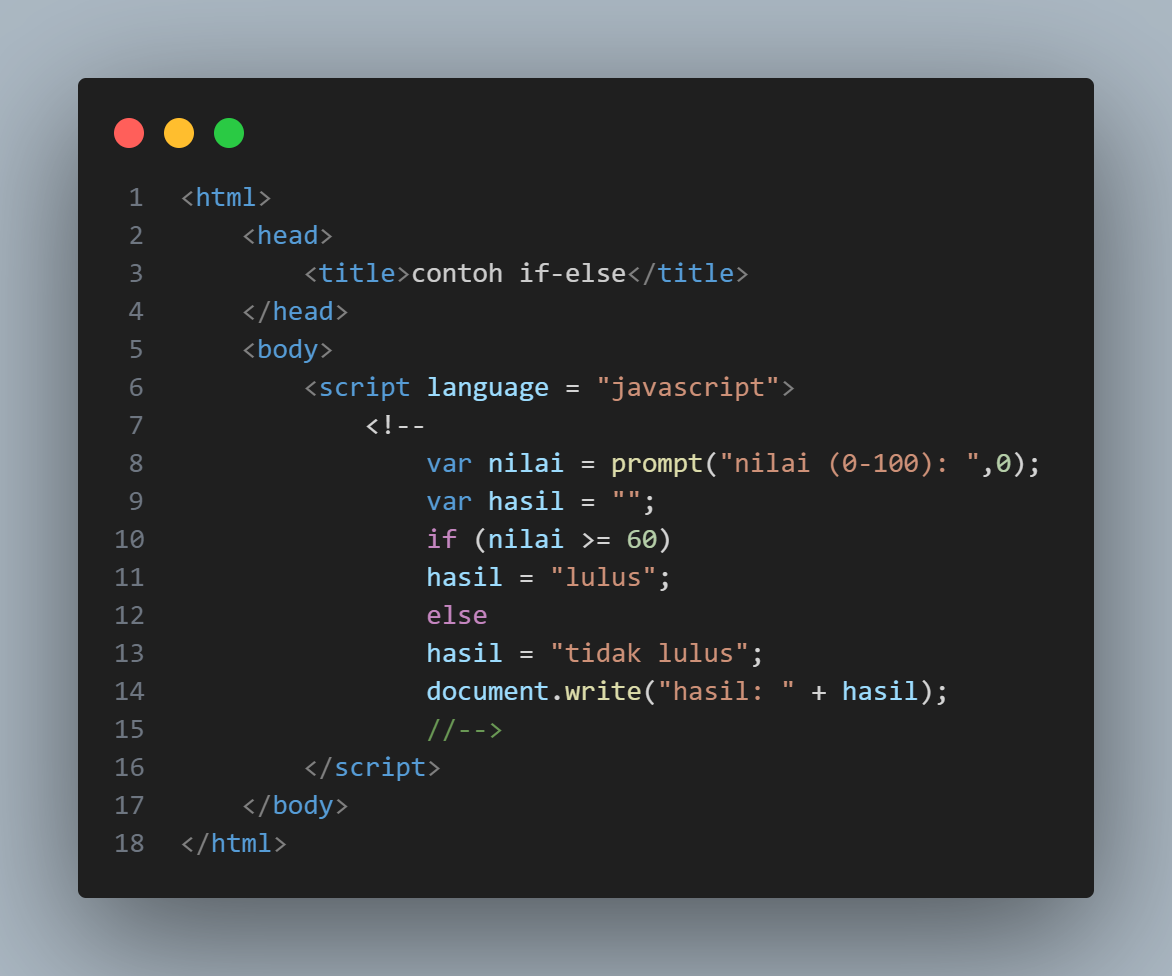 1 <html>
2     <head>
3         <title>contoh if-else</title>
4     </head>
5     <body>
6         <script language = "javascript">
7             <!--
8                 var nilai = prompt("nilai (0-100): ",0);
9                 var hasil = "";
10                 if (nilai >= 60)
11                 hasil = "lulus";
12                 else
13                 hasil = "tidak lulus";
14                 document.write("hasil: " + hasil);
15                 //-->
16         </script>
17     </body>
18 </html>